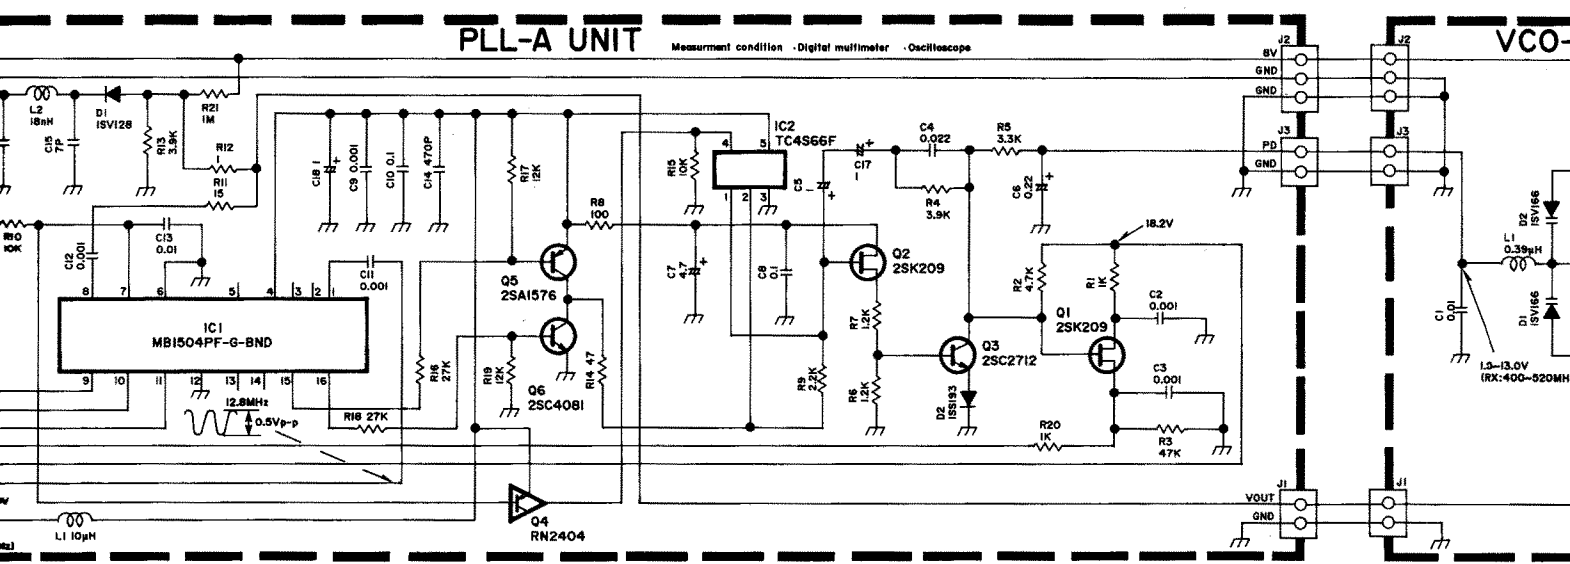 PLL-A UNIT
Measurment condition ・Digital multimeter ・Oscilloscope
VCO-
J2
8V
GND
GND
J2
J3
PD
GND
J3
L2
18nH
C15
7P
D1
1SV128
R13
3.9K
R21
1M
R12
1
R11
15
C18 1
+
C9 0.001
C10 0.1
C14 470P
R17
12K
R15
10K
IC2
TC4S66F
4
5
1
2
3
C5
+
C17
1
+
C4
0.022
R4
3.9K
R5
3.3K
C6
0.22
+
R10
10K
C12
0.001
C13
0.01
C11
0.001
R8
100
C7
4.7
+
C8
0.1
Q5
2SA1576
Q2
2SK209
18.2V
R2
4.7K
R1
1K
C2
0.001
Q1
2SK209
8
7
6
5
4
3
2
1
IC1
MB1504PF-G-BND
9
10
11
12
13
14
15
16
12.8MHz
0.5Vp-p
R18 27K
R16
27K
R19
12K
Q6
2SC4081
R14 47
R9
2.2K
R7
1.2K
R6
1.2K
Q3
2SC2712
D2
1SS193
C3
0.001
R20
1K
R3
47K
L1 10μH
Q4
RN2404
J1
VOUT
GND
J1
L1
0.39μH
D2
1SV166
D1
1SV166
C1
0.01
1.0~13.0V
(RX:400~520MH